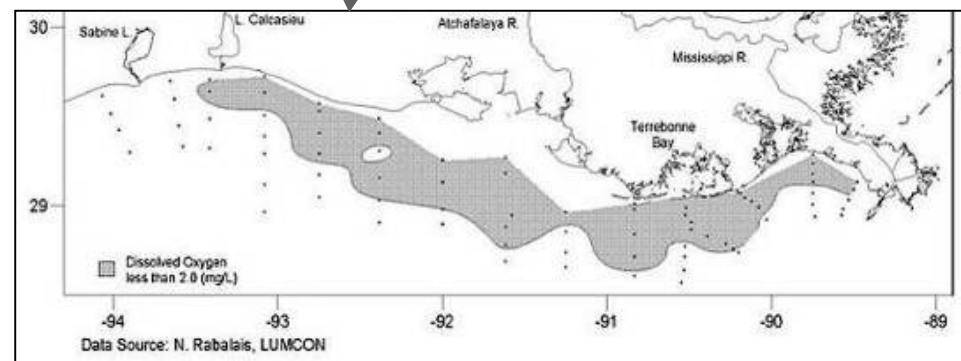 30
Sabine L.
L. Calcasieu
Atchafalaya R.
Mississippi R.
Terrebonne
Bay
29
Dissolved Oxygen
less than 2.0 (mg/L)
-94 -93 -92 -91 -90 -89
Data Source: N. Rabalais, LUMCON